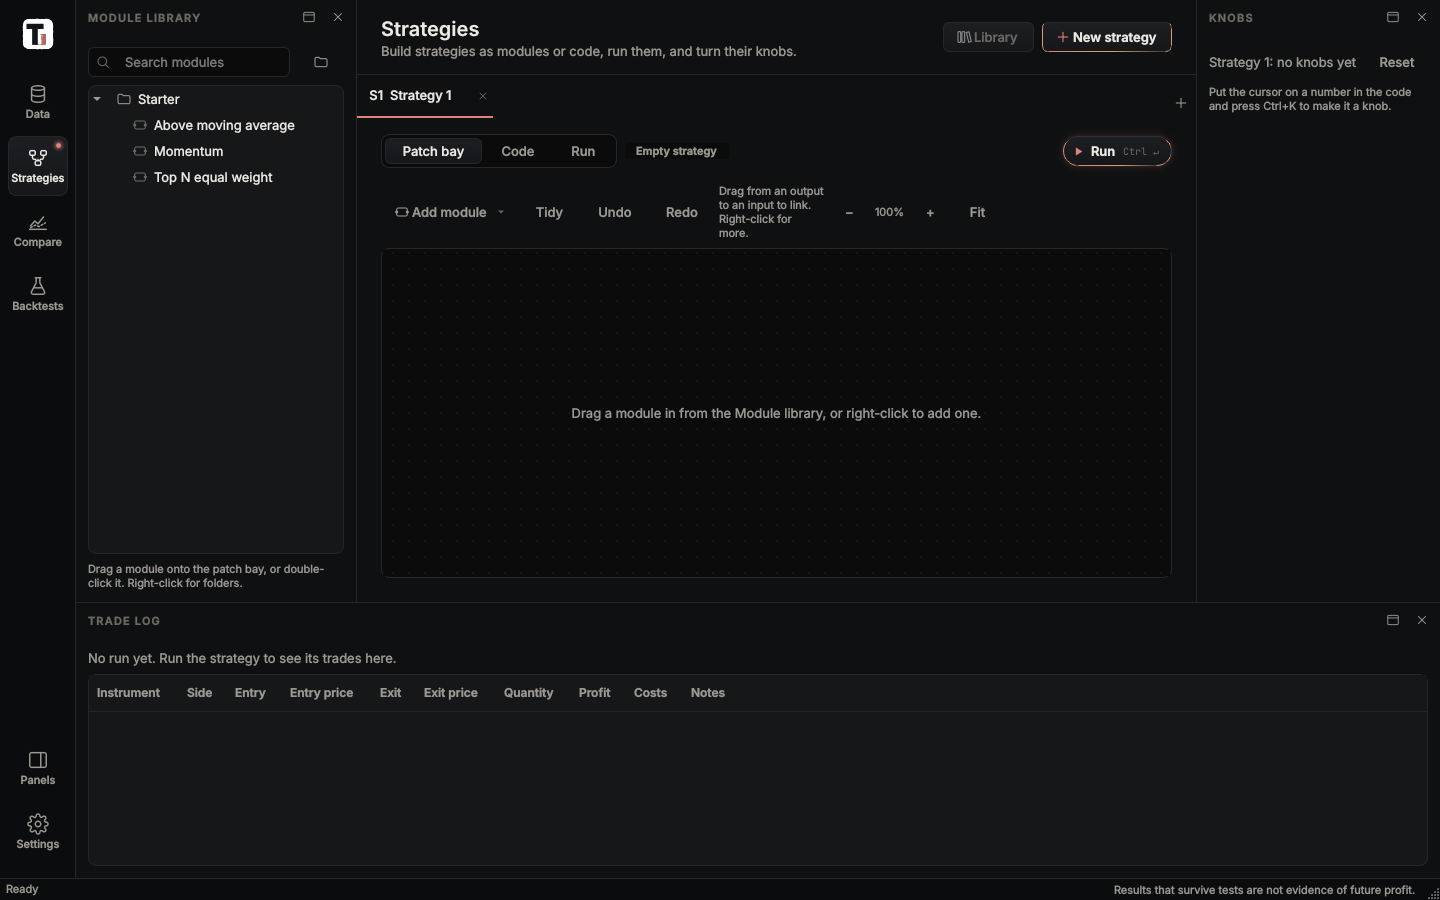 T
MODULE LIBRARY
Search modules
Starter
Above moving average
Momentum
Top N equal weight
Drag a module onto the patch bay, or double-
click it. Right-click for folders.
Data
Strategies
Compare
Backtests
Panels
Settings
Strategies
Build strategies as modules or code, run them, and turn their knobs.
Library
+ New strategy
S1 Strategy 1
Patch bay
Code
Run
Empty strategy
Run Ctrl ↵
Add module
Tidy
Undo
Redo
Drag from an output
to an input to link.
Right-click for
more.
−
100%
+
Fit
Drag a module in from the Module library, or right-click to add one.
KNOBS
Strategy 1: no knobs yet
Reset
Put the cursor on a number in the code
and press Ctrl+K to make it a knob.
TRADE LOG
No run yet. Run the strategy to see its trades here.
Instrument Side Entry Entry price Exit Exit price Quantity Profit Costs Notes
Ready
Results that survive tests are not evidence of future profit.